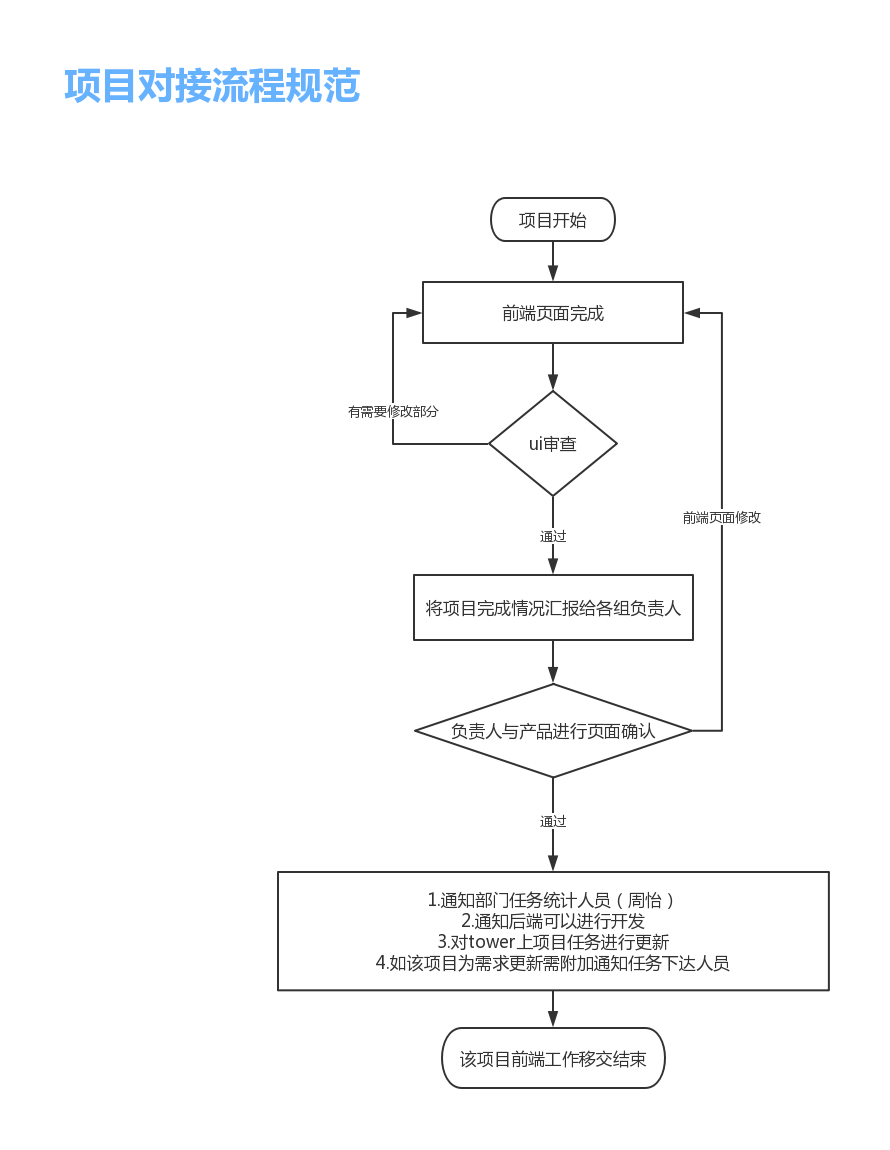 项目对接流程规范
项目开始
前端页面完成
有需要修改部分
ui审查
前端页面修改
通过
将项目完成情况汇报给各组负责人
负责人与产品进行页面确认
通过
1.通知部门任务统计人员（周怡）
2.通知后端可以进行开发
3.对tower上项目任务进行更新
4.如该项目为需求更新需附加通知任务下达人员
该项目前端工作移交结束